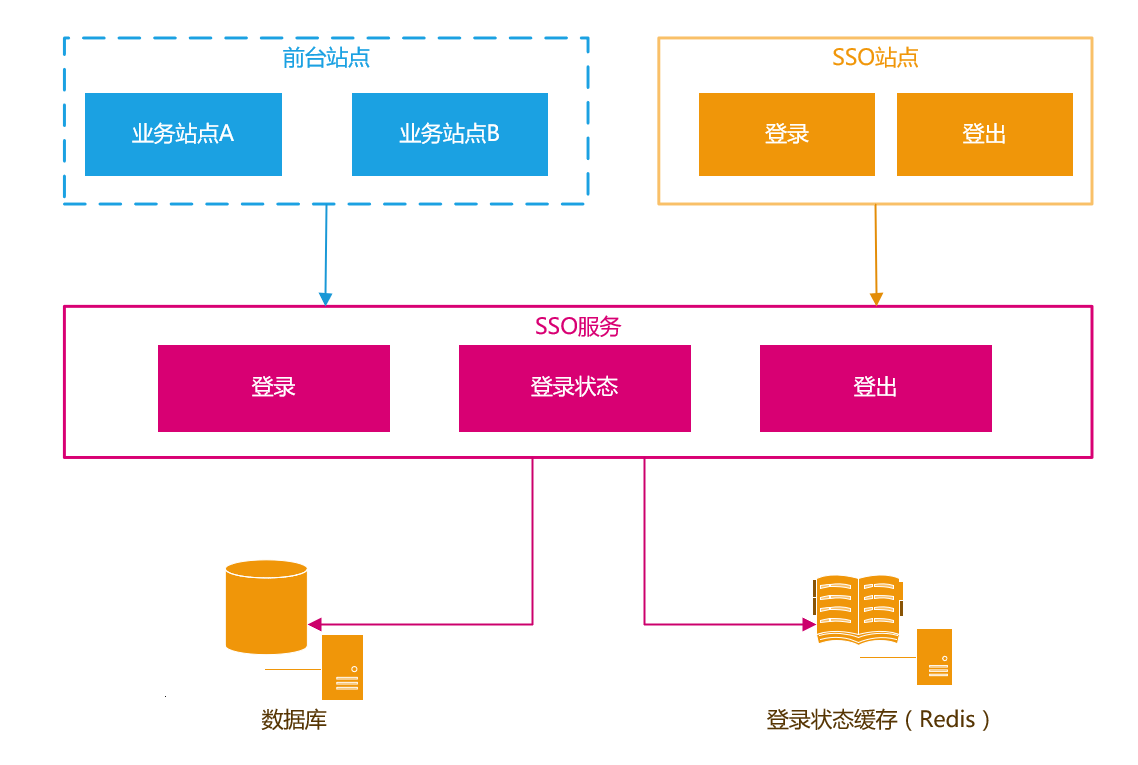 前台站点
SSO站点
业务站点A
业务站点B
登录
登出
SSO服务
登录
登录状态
登出
数据库
登录状态缓存（Redis）